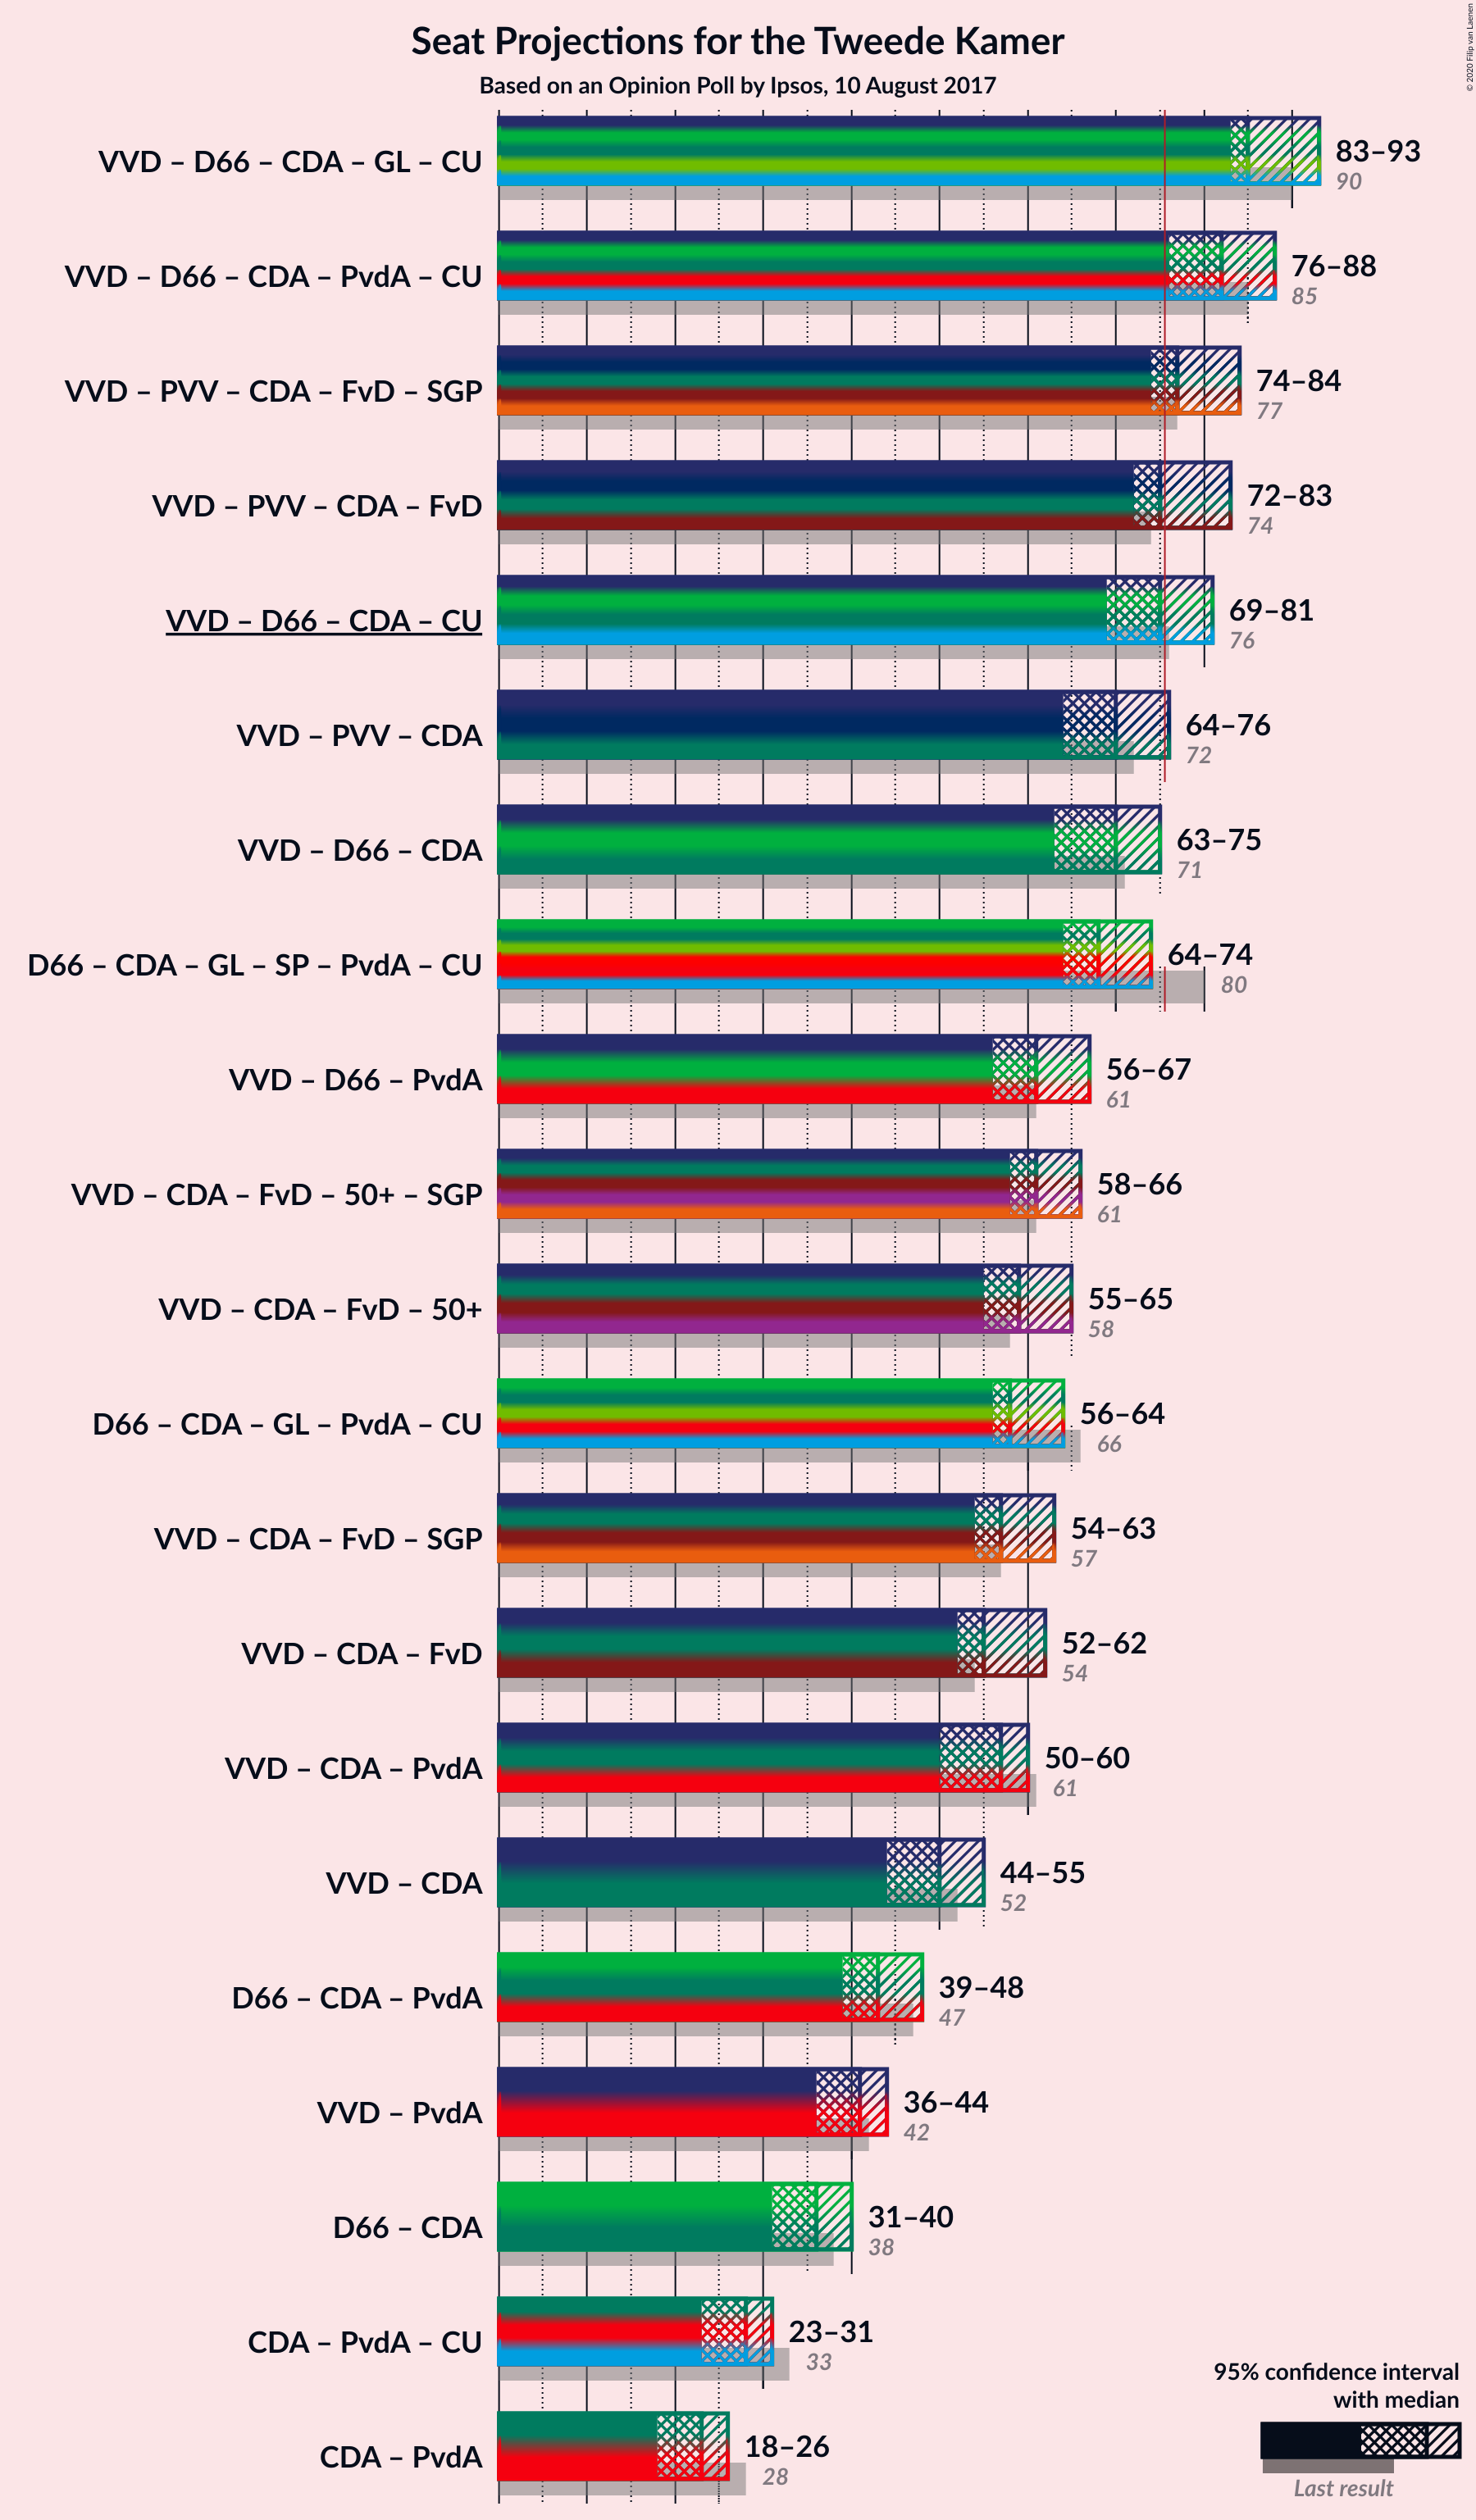 © 2020 Filip van Laenen
Seat Projections for the Tweede Kamer
Based on an Opinion Poll by Ipsos, 10 August 2017
VVD – D66 – CDA – GL – CU
83–93
90
VVD – D66 – CDA – PvdA – CU
76–88
85
VVD – PVV – CDA – FvD – SGP
74–84
77
VVD – PVV – CDA – FvD
72–83
74
VVD – D66 – CDA – CU
69–81
76
VVD – PVV – CDA
64–76
72
VVD – D66 – CDA
63–75
71
D66 – CDA – GL – SP – PvdA – CU
64–74
80
VVD – D66 – PvdA
56–67
61
VVD – CDA – FvD – 50+ – SGP
58–66
61
VVD – CDA – FvD – 50+
55–65
58
D66 – CDA – GL – PvdA – CU
56–64
66
VVD – CDA – FvD – SGP
54–63
57
VVD – CDA – FvD
52–62
54
VVD – CDA – PvdA
50–60
61
VVD – CDA
44–55
52
D66 – CDA – PvdA
39–48
47
VVD – PvdA
36–44
42
D66 – CDA
31–40
38
CDA – PvdA – CU
23–31
33
CDA – PvdA
18–26
28
95% confidence interval
with median
Last result